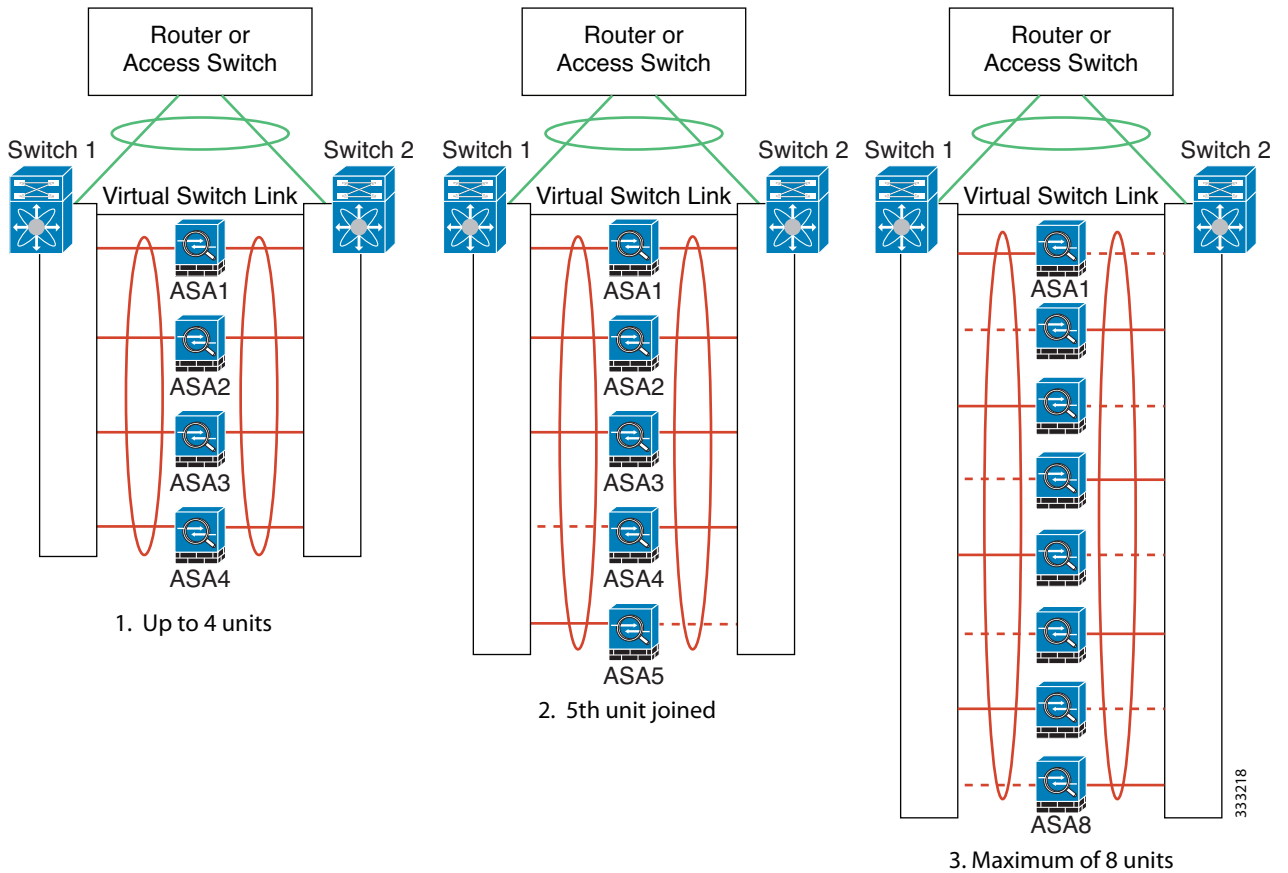 Router or
Access Switch
Switch 1
Switch 2
Virtual Switch Link
ASA1
ASA2
ASA3
ASA4
1. Up to 4 units
Router or
Access Switch
Switch 1
Switch 2
Virtual Switch Link
ASA1
ASA2
ASA3
ASA4
ASA5
2. 5th unit joined
Router or
Access Switch
Switch 1
Switch 2
Virtual Switch Link
ASA1
ASA8
3. Maximum of 8 units
333218